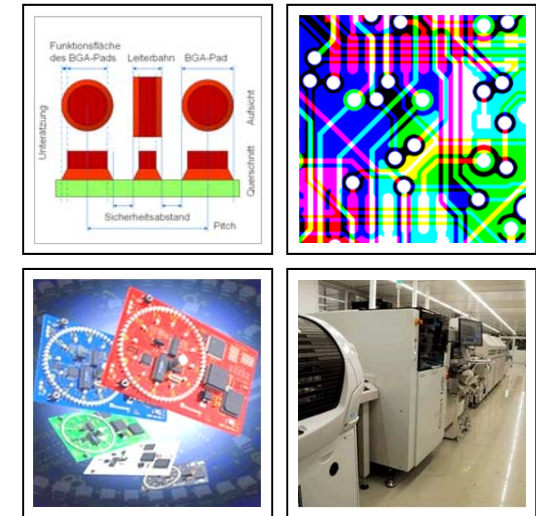 Funktionsfläche
des BGA-Pads
Leiterbahn
BGA-Pad
Unterätzung
Aufsicht
Querschnitt
Sicherheitsabstand
Pitch